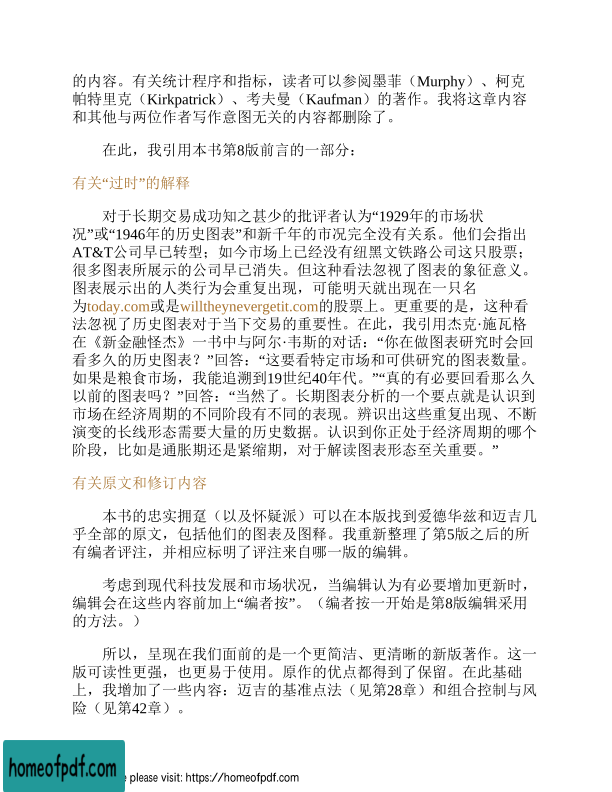 的内容。有关统计程序和指标，读者可以参阅墨菲（Murphy）、柯克
帕特里克（Kirkpatrick）、考夫曼（Kaufman）的著作。我将这章内容
和其他与两位作者写作意图无关的内容都删除了。
在此，我引用本书第8版前言的一部分：
有关“过时”的解释
对于长期交易成功知之甚少的批评者认为“1929年的市场状
况”或“1946年的历史图表”和新千年的市况完全没有关系。他们会指出
AT&T公司早已转型；如今市场上已经没有纽黑文铁路公司这只股票；
很多图表所展示的公司早已消失。但这种看法忽视了图表的象征意义。
图表展示出的人类行为会重复出现，可能明天就出现在一只名
为today.com或是willtheynevergetit.com的股票上。更重要的是，这种看
法忽视了历史图表对于当下交易的重要性。在此，我引用杰克·施瓦格
在《新金融怪杰》一书中与阿尔·韦斯的对话：“你在做图表研究时会回
看多久的历史图表？”回答：“这要看特定市场和可供研究的图表数量。
如果是粮食市场，我能追溯到19世纪40年代。”“真的有必要回看那么久
以前的图表吗？”回答：“当然了。长期图表分析的一个要点就是认识到
市场在经济周期的不同阶段有不同的表现。辨识出这些重复出现、不断
演变的长线形态需要大量的历史数据。认识到你正处于经济周期的哪个
阶段，比如是通胀期还是紧缩期，对于解读图表形态至关重要。”
有关原文和修订内容
本书的忠实拥趸（以及怀疑派）可以在本版找到爱德华兹和迈吉几
乎全部的原文，包括他们的图表及图释。我重新整理了第5版之后的所
有编者评注，并相应标明了评注来自哪一版的编辑。
考虑到现代科技发展和市场状况，当编辑认为有必要增加更新时，
编辑会在这些内容前加上“编者按”。（编者按一开始是第8版编辑采用
的方法。）
所以，呈现在我们面前的是一个更简洁、更清晰的新版著作。这一
版可读性更强，也更易于使用。原作的优点都得到了保留。在此基础
上，我增加了一些内容：迈吉的基准点法（见第28章）和组合控制与风
险（见第42章）。
homeofpdf.com
e please visit: https://homeofpdf.com